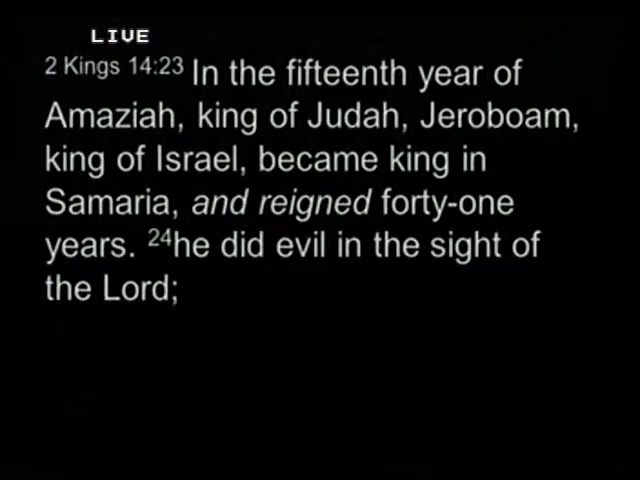 LIVE
2 Kings 14:23 In the fifteenth year of
Amaziah, king of Judah, Jeroboam,
king of Israel, became king in
Samaria, and reigned forty-one
years. 24he did evil in the sight of
the Lord;